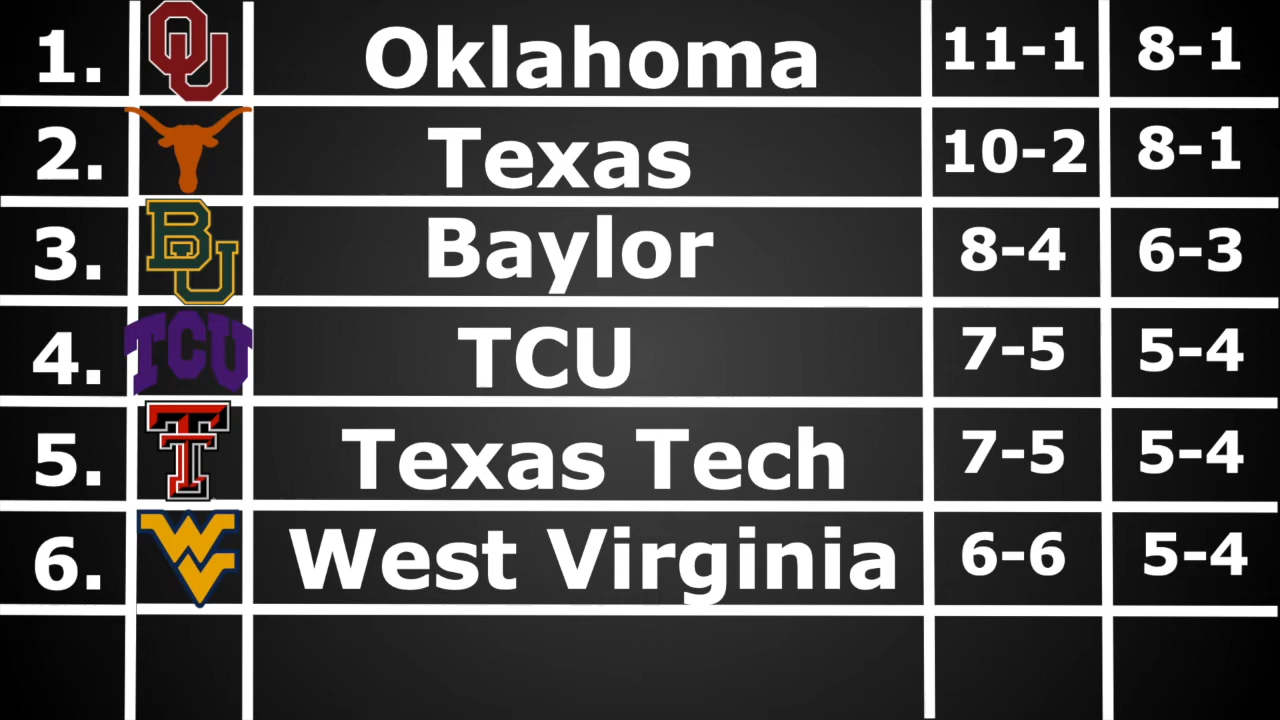 1. OU Oklahoma 11-1 8-1
2. Texas 10-2 8-1
3. BU Baylor 8-4 6-3
4. TCU TCU 7-5 5-4
5. TT Texas Tech 7-5 5-4
6. WV West Virginia 6-6 5-4